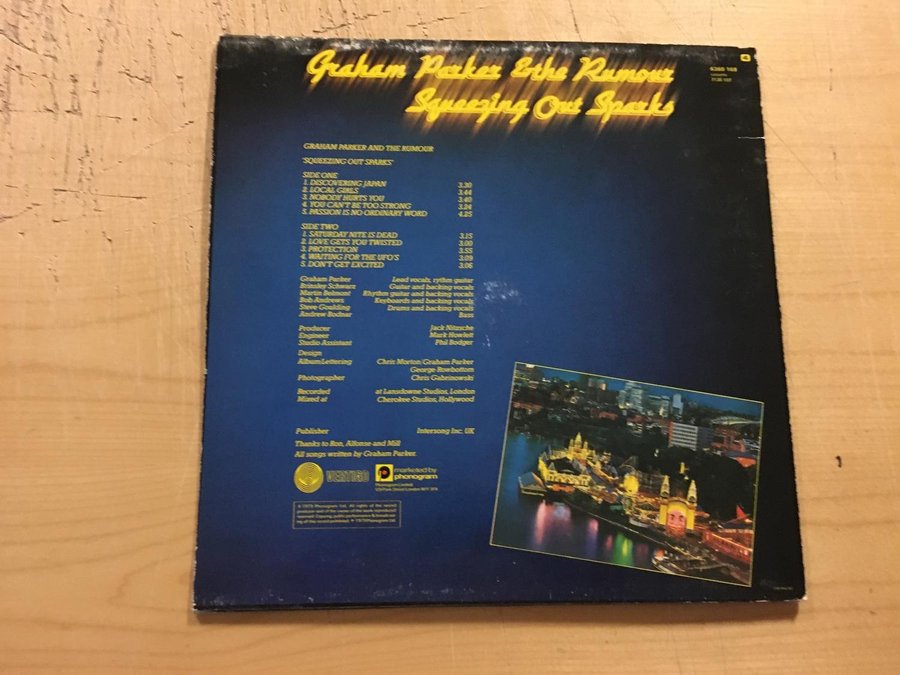 Graham Parker & the Rumour
Squeezing Out Sparks
4
6360 168
GRAHAM PARKER AND THE RUMOUR
'SQUEEZING OUT SPARKS'
SIDE ONE
1. DISCOVERING JAPAN 3.30
2. LOCAL GIRLS 3.44
3. NOBODY HURTS YOU 3.40
4. YOU CAN'T BE TOO STRONG 3.24
5. PASSION IS NO ORDINARY WORD 4.25
SIDE TWO
1. SATURDAY NITE IS DEAD 3.15
2. LOVE GETS YOU TWISTED 3.00
3. PROTECTION 3.55
4. WAITING FOR THE UFO'S 3.09
5. DON'T GET EXCITED 3.06
Graham Parker Lead vocals, rythm guitar
Brinsley Schwarz Guitar and backing vocals
Martin Belmont Rhythm guitar and backing vocals
Bob Andrews Keyboards and backing vocals
Steve Goulding Drums and backing vocals
Andrew Bodnar Bass
Producer Jack Nitzsche
Engineer Mark Howlett
Studio Assistant Phil Bodger
Design
Album Lettering Chris Morton/Graham Parker
George Rowbottom
Photographer Chris Gabrinowski
Recorded at Lansdowne Studios, London
Mixed at Cherokee Studios, Hollywood
Publisher Intersong Inc. UK
Thanks to Ron, Alfonse and Mill
All songs written by Graham Parker.
VERTIGO
marketed by
phonogram
Phonogram Limited